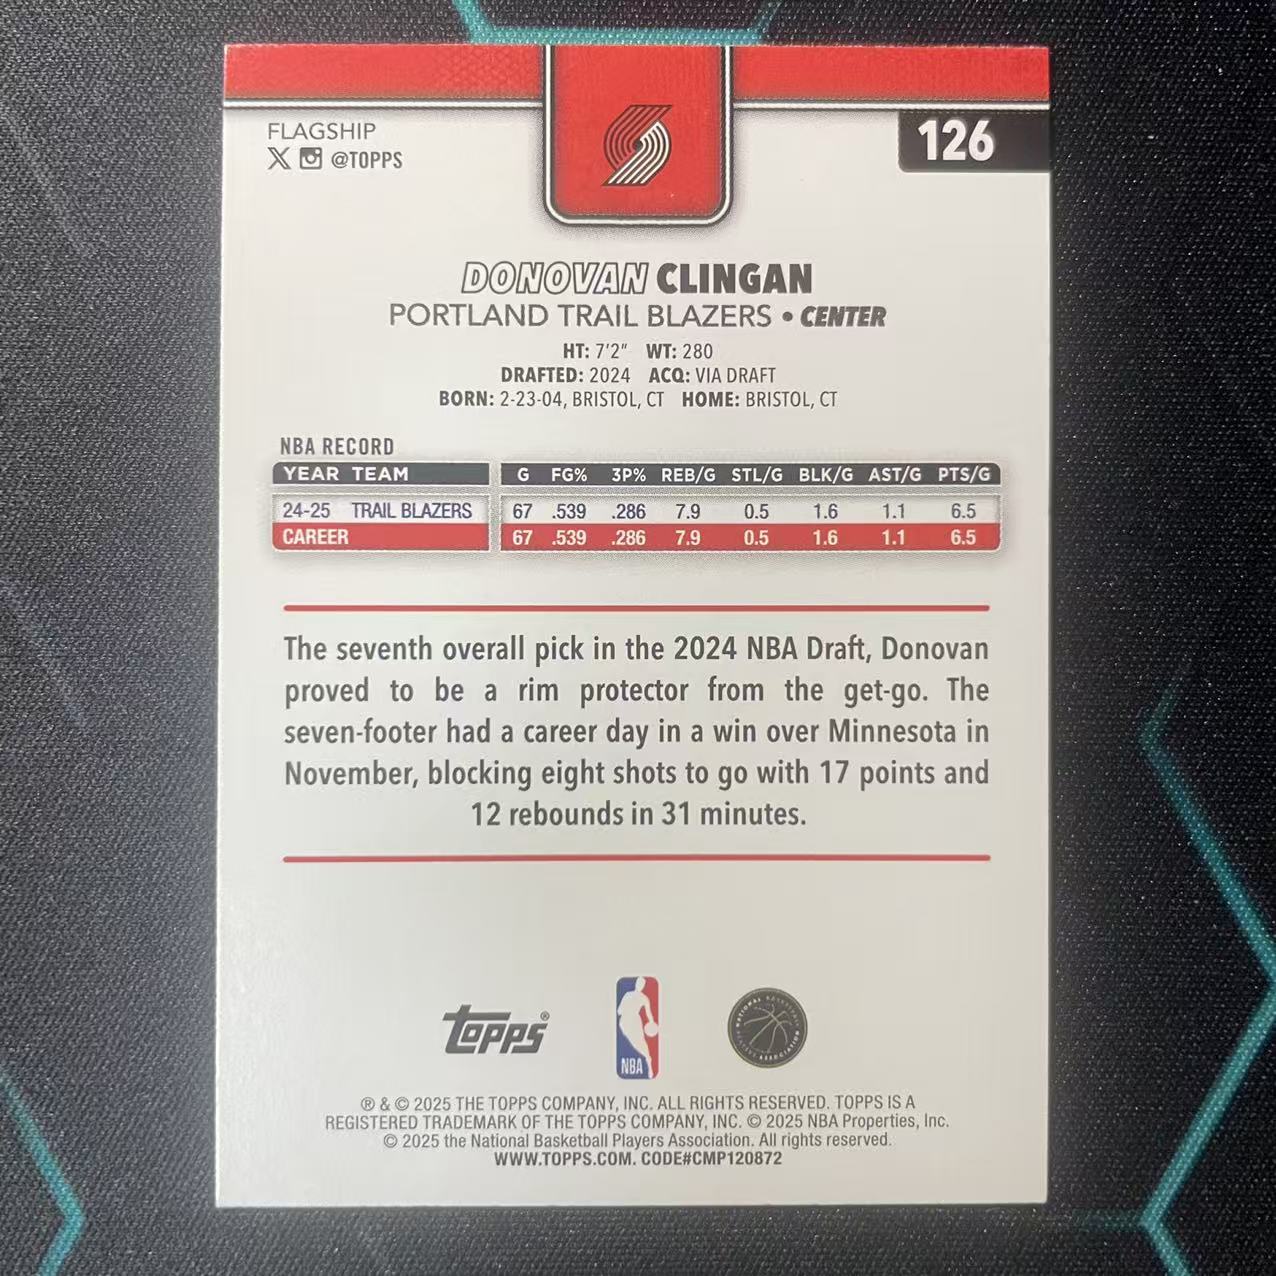 FLAGSHIP
X @TOPPS
126
DONOVAN CLINGAN
PORTLAND TRAIL BLAZERS • CENTER
HT: 7'2" WT: 280
DRAFTED: 2024 ACQ: VIA DRAFT
BORN: 2-23-04, BRISTOL, CT HOME: BRISTOL, CT
NBA RECORD
YEAR TEAM G FG% 3P% REB/G STL/G BLK/G AST/G PTS/G
24-25 TRAIL BLAZERS 67 .539 .286 7.9 0.5 1.6 1.1 6.5
CAREER 67 .539 .286 7.9 0.5 1.6 1.1 6.5
The seventh overall pick in the 2024 NBA Draft, Donovan
proved to be a rim protector from the get-go. The
seven-footer had a career day in a win over Minnesota in
November, blocking eight shots to go with 17 points and
12 rebounds in 31 minutes.
topps®
NBA
NATIONAL BASKETBALL PLAYERS ASSOCIATION
® & © 2025 THE TOPPS COMPANY, INC. ALL RIGHTS RESERVED. TOPPS IS A
REGISTERED TRADEMARK OF THE TOPPS COMPANY, INC. © 2025 NBA Properties, Inc.
© 2025 the National Basketball Players Association. All rights reserved.
WWW.TOPPS.COM. CODE#CMP120872